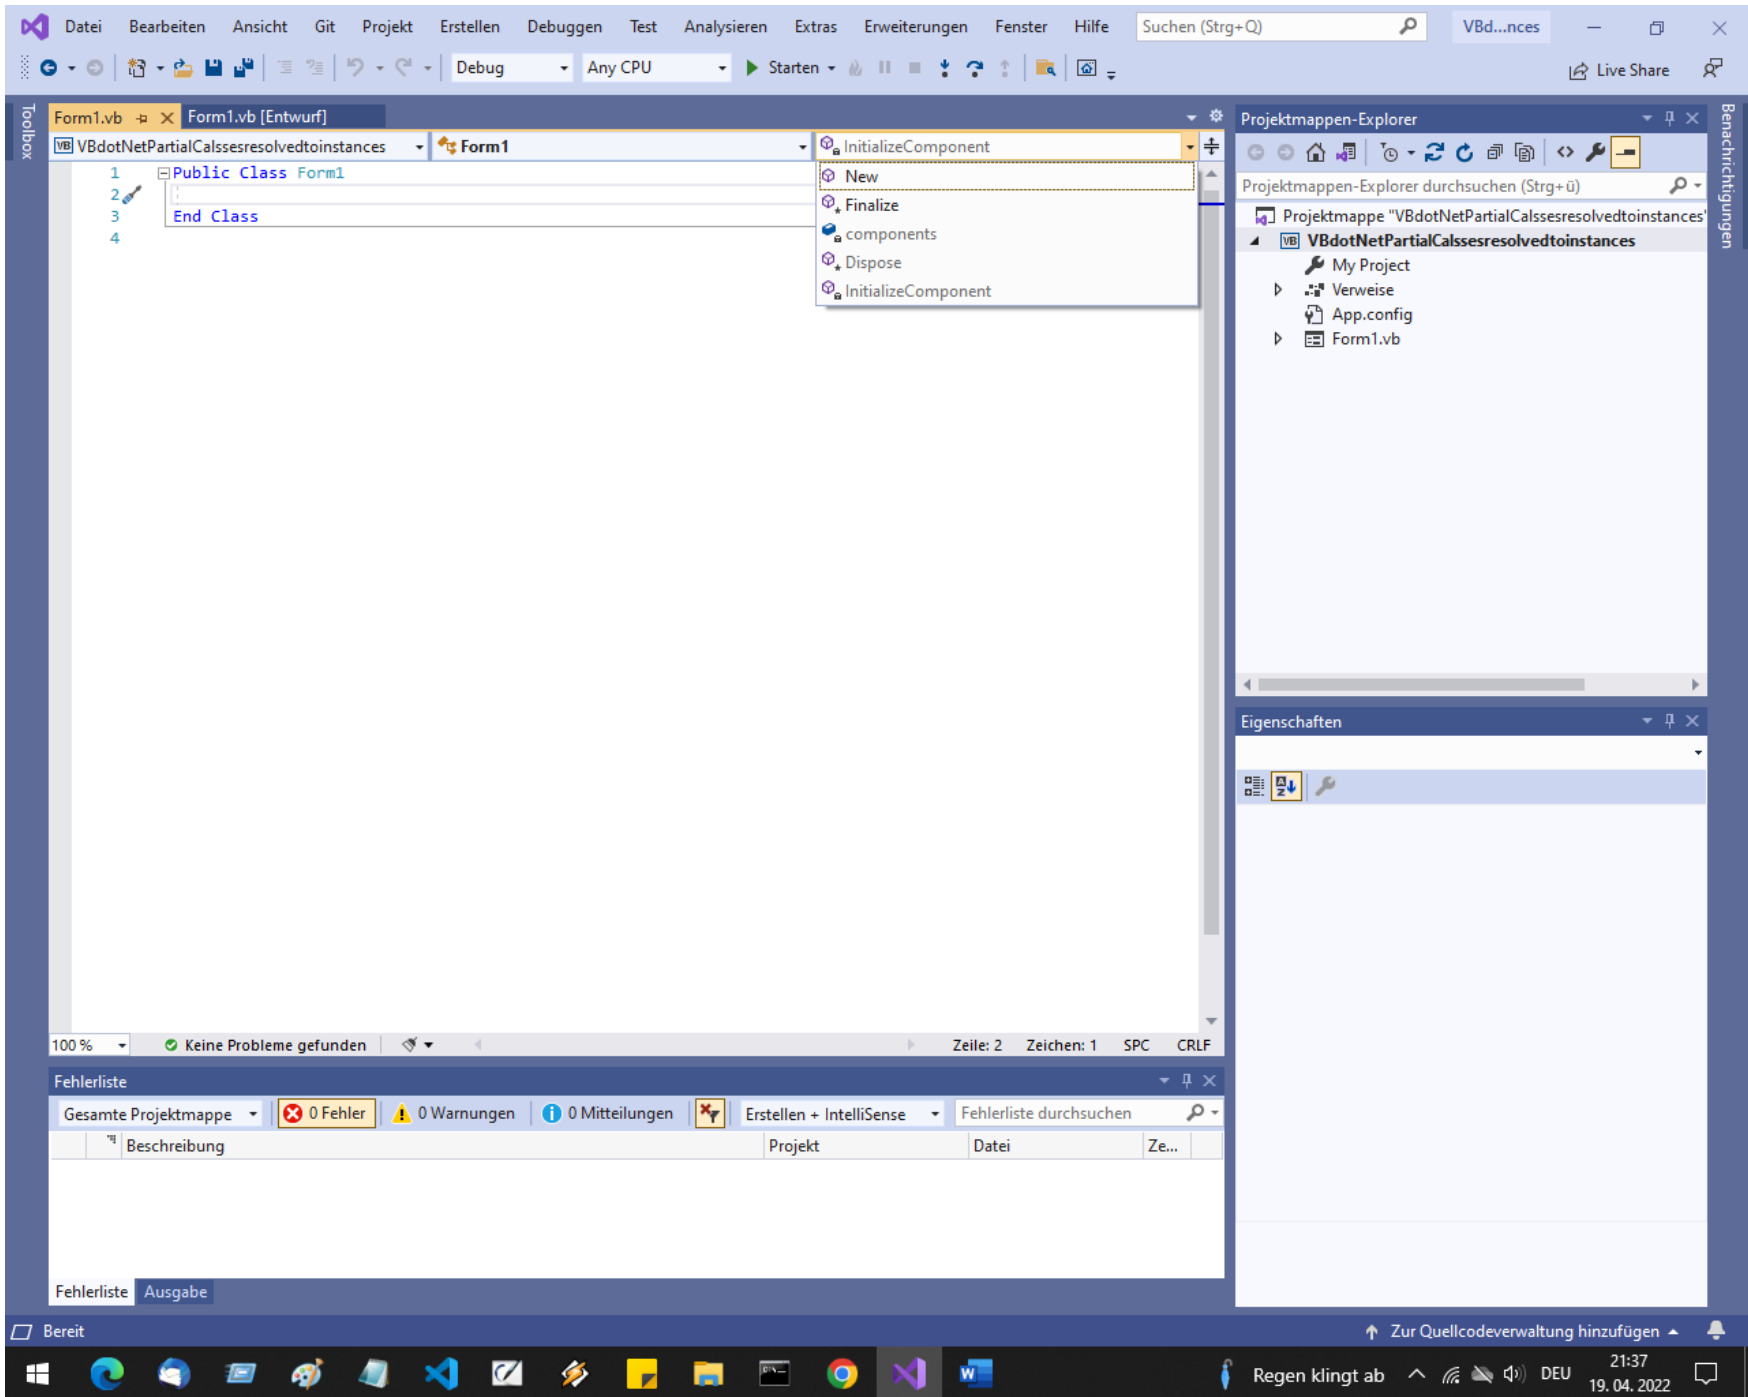 Datei Bearbeiten Ansicht Git Projekt Erstellen Debuggen Test Analysieren Extras Erweiterungen Fenster Hilfe Suchen (Strg+Q) VBd...nces
Debug Any CPU Starten Live Share
Toolbox
Form1.vb Form1.vb [Entwurf]
VBdotNetPartialCalssesresolvedtoinstances Form1 InitializeComponent
1 Public Class Form1
2
3 End Class
4
New
Finalize
components
Dispose
InitializeComponent
Projektmappen-Explorer
Projektmappen-Explorer durchsuchen (Strg+ü)
Projektmappe "VBdotNetPartialCalssesresolvedtoinstances"
VB VBdotNetPartialCalssesresolvedtoinstances
My Project
Verweise
App.config
Form1.vb
Benachrichtigungen
Eigenschaften
100 % Keine Probleme gefunden Zeile: 2 Zeichen: 1 SPC CRLF
Fehlerliste
Gesamte Projektmappe 0 Fehler 0 Warnungen 0 Mitteilungen Erstellen + IntelliSense Fehlerliste durchsuchen
Beschreibung Projekt Datei Ze...
Fehlerliste Ausgabe
Bereit Zur Quellcodeverwaltung hinzufügen
Regen klingt ab DEU 21:37
19.04.2022